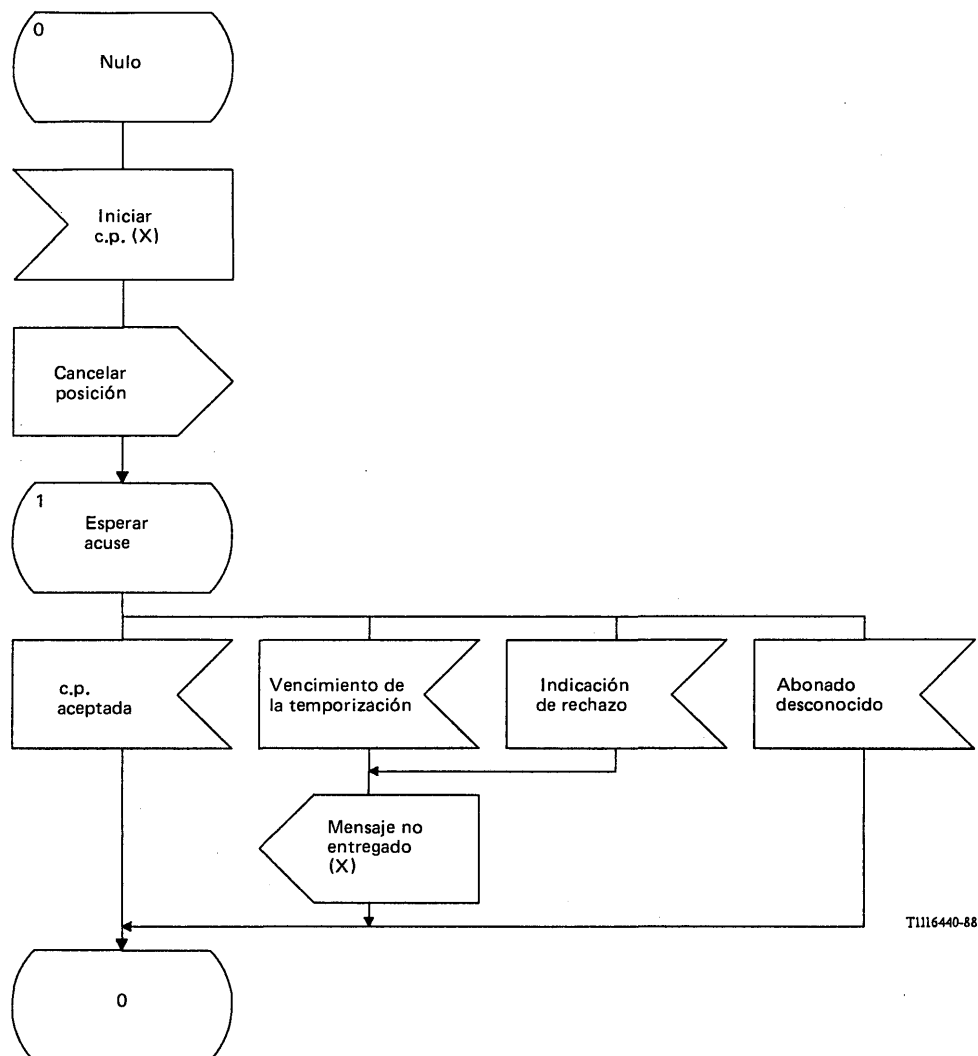 0
Nulo
Iniciar
c.p. (X)
Cancelar
posición
1
Esperar
acuse
c.p.
aceptada
Vencimiento de
la temporización
Indicación
de rechazo
Abonado
desconocido
Mensaje no
entregado
(X)
T1116440-88
0